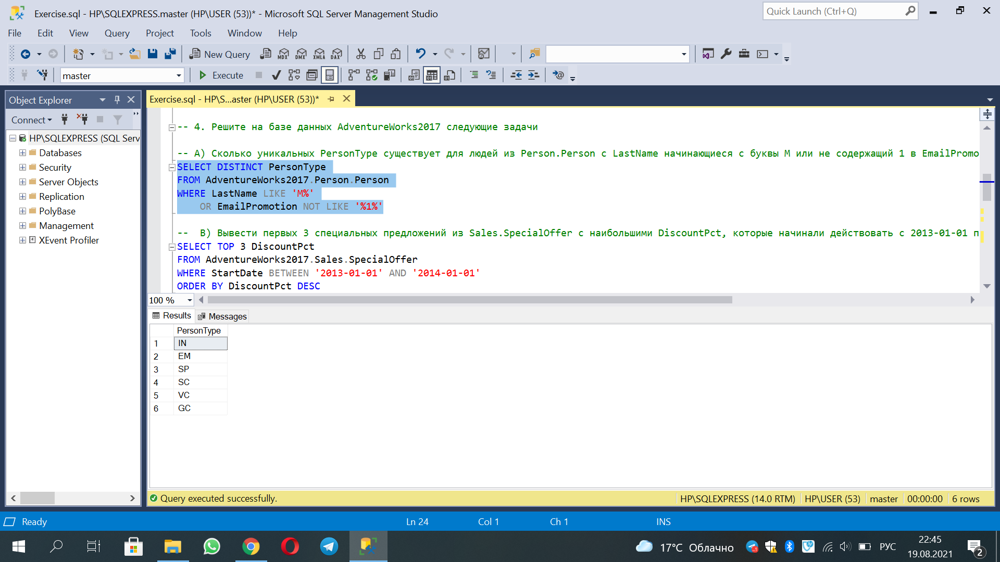 Exercise.sql - HP\SQLEXPRESS.master (HP\USER (53))* - Microsoft SQL Server Management Studio
Quick Launch (Ctrl+Q)
File Edit View Query Project Tools Window Help
New Query MDX DMX XMLA DAX
master Execute
Object Explorer
Exercise.sql - HP\S...aster (HP\USER (53))*
Connect
HP\SQLEXPRESS (SQL Serv
Databases
Security
Server Objects
Replication
PolyBase
Management
XEvent Profiler
-- 4. Решите на базе данных AdventureWorks2017 следующие задачи
-- A) Сколько уникальных PersonType существует для людей из Person.Person с LastName начинающиеся с буквы М или не содержащий 1 в EmailPromo
SELECT DISTINCT PersonType
FROM AdventureWorks2017.Person.Person
WHERE LastName LIKE 'M%'
OR EmailPromotion NOT LIKE '%1%'
-- B) Вывести первых 3 специальных предложений из Sales.SpecialOffer с наибольшими DiscountPct, которые начинали действовать с 2013-01-01 п
SELECT TOP 3 DiscountPct
FROM AdventureWorks2017.Sales.SpecialOffer
WHERE StartDate BETWEEN '2013-01-01' AND '2014-01-01'
ORDER BY DiscountPct DESC
100 %
Results Messages
PersonType
1 IN
2 EM
3 SP
4 SC
5 VC
6 GC
Query executed successfully.
HP\SQLEXPRESS (14.0 RTM) HP\USER (53) master 00:00:00 6 rows
Ready Ln 24 Col 1 Ch 1 INS
17°C Облачно РУС
22:45
19.08.2021
2